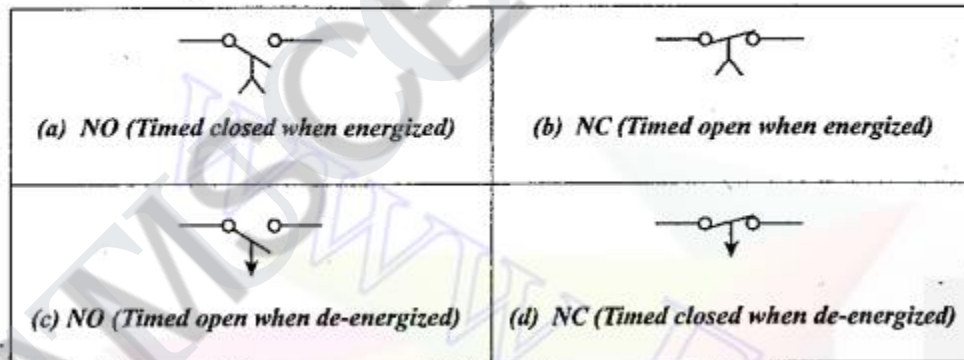 (a) NO (Timed closed when energized)
(b) NC (Timed open when energized)
(c) NO (Timed open when de-energized)
(d) NC (Timed closed when de-energized)